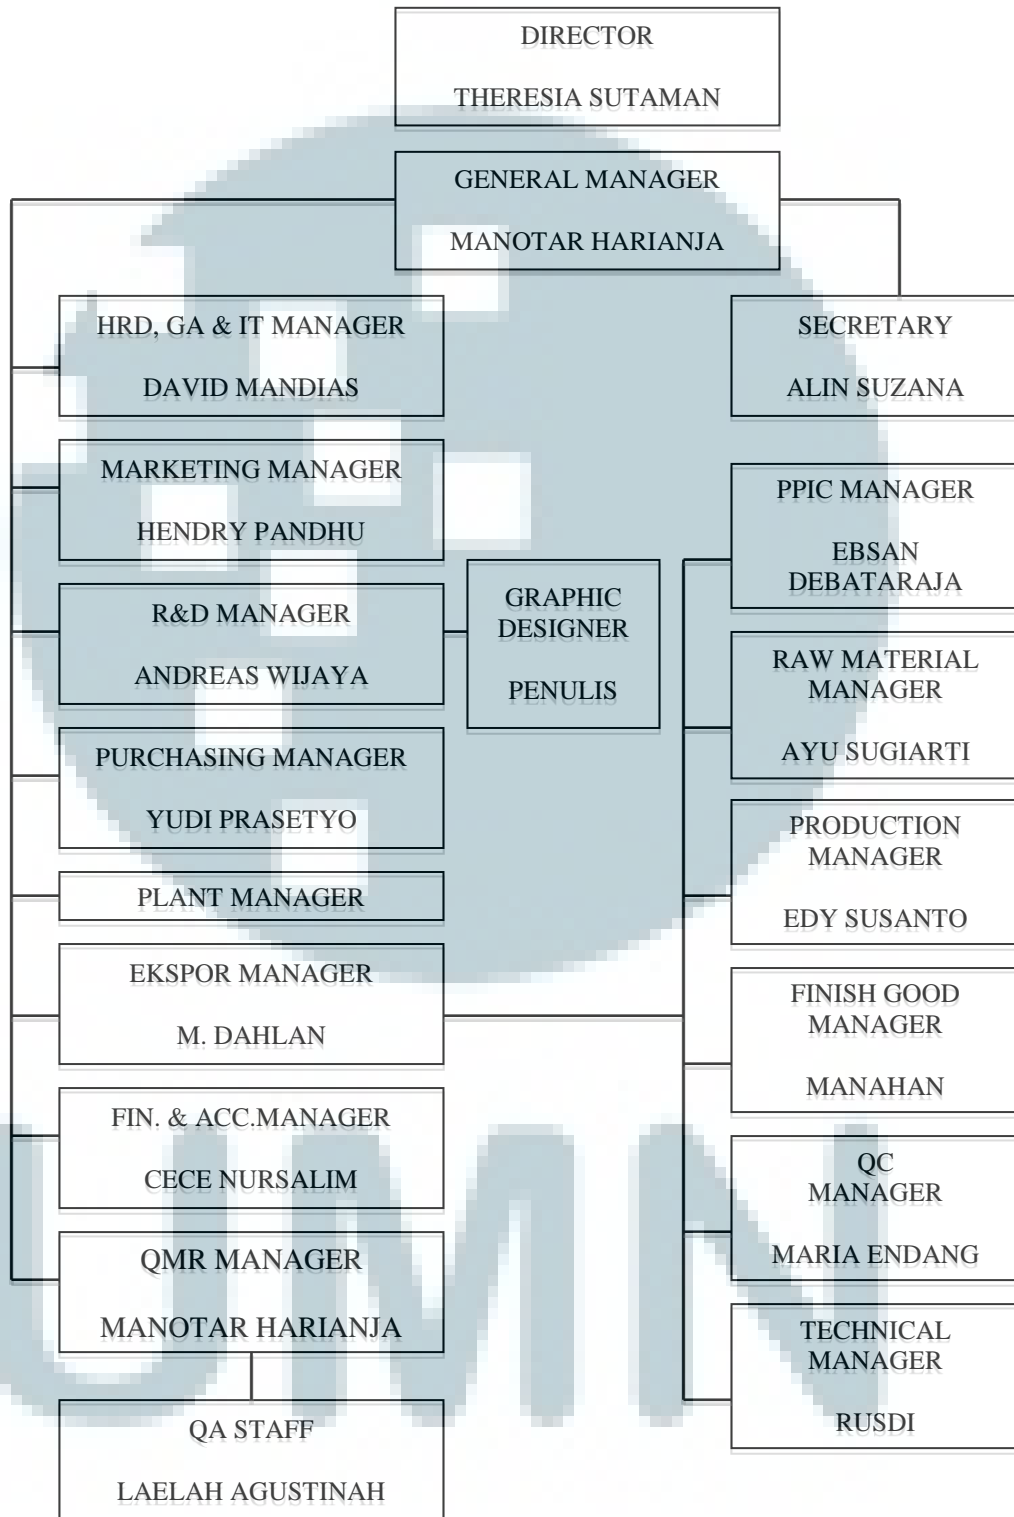 DIRECTOR
THERESIA SUTAMAN
GENERAL MANAGER
MANOTAR HARIANJA
HRD, GA & IT MANAGER
DAVID MANDIAS
SECRETARY
ALIN SUZANA
MARKETING MANAGER
HENDRY PANDHU
R&D MANAGER
ANDREAS WIJAYA
GRAPHIC
DESIGNER
PENULIS
PURCHASING MANAGER
YUDI PRASETYO
PLANT MANAGER
EKSPOR MANAGER
M. DAHLAN
FIN. & ACC.MANAGER
CECE NURSALIM
QMR MANAGER
MANOTAR HARIANJA
QA STAFF
LAELAH AGUSTINAH
PPIC MANAGER
EBSAN
DEBATARAJA
RAW MATERIAL
MANAGER
AYU SUGIARTI
PRODUCTION
MANAGER
EDY SUSANTO
FINISH GOOD
MANAGER
MANAHAN
QC
MANAGER
MARIA ENDANG
TECHNICAL
MANAGER
RUSDI
UMN